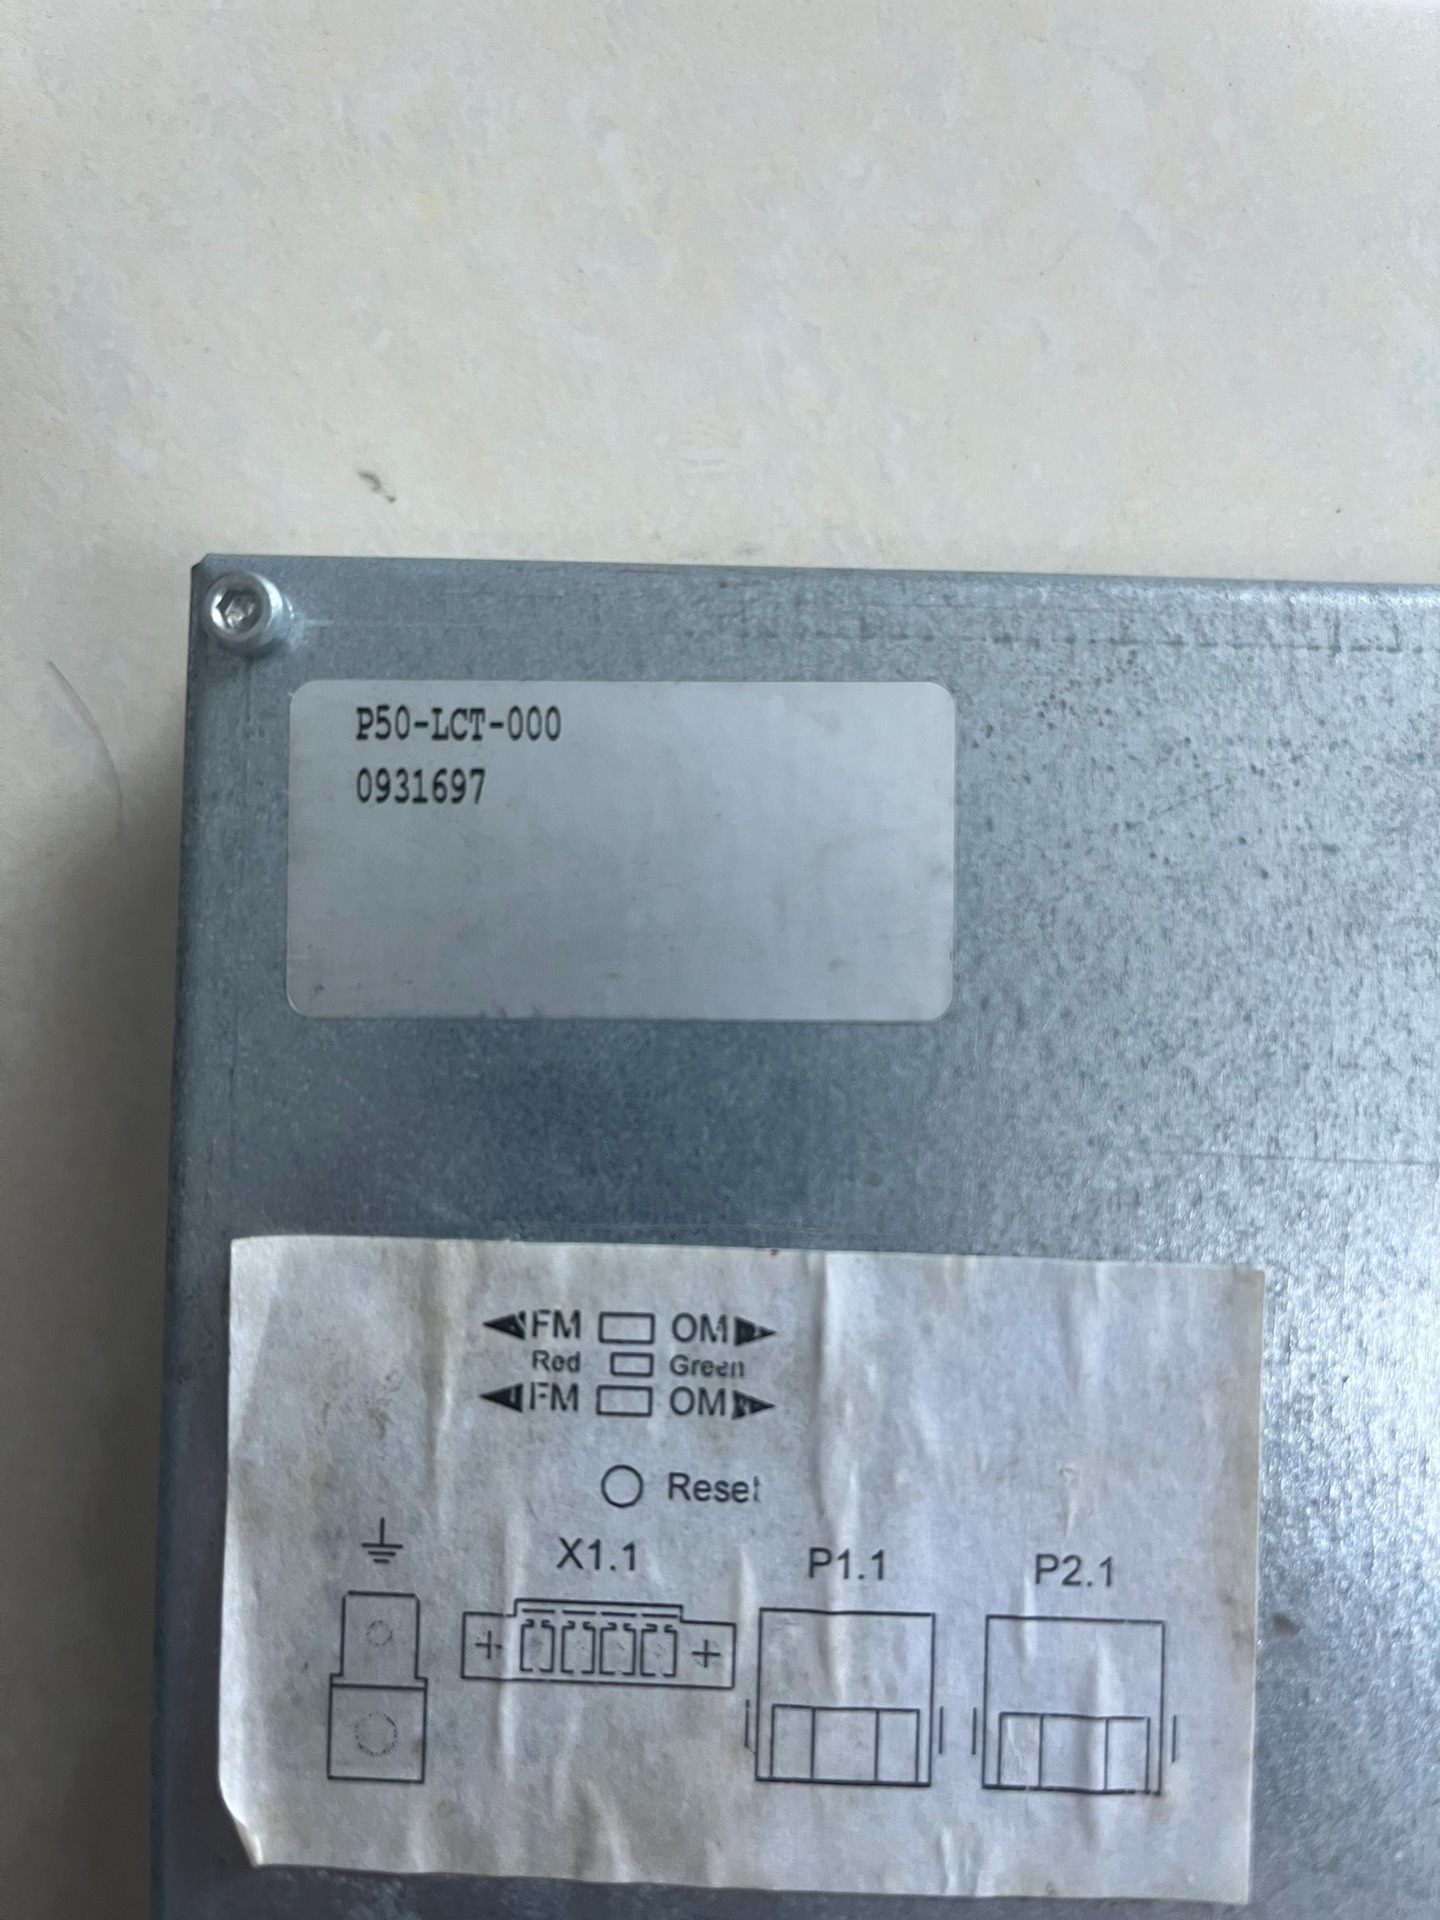 P50-LCT-000
0931697
◀FM OM▶
Red Green
◀FM OM▶
Reset
X1.1 P1.1 P2.1